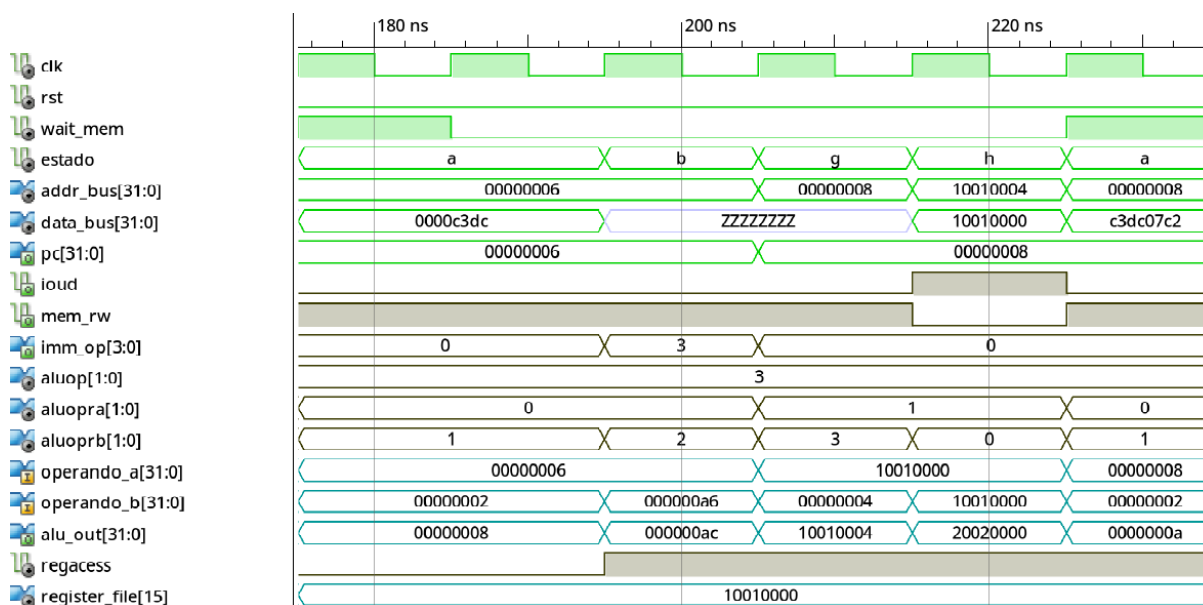 180 ns 200 ns 220 ns
clk
rst
wait_mem
estado a b g h a
addr_bus[31:0] 00000006 00000008 10010004 00000008
data_bus[31:0] 0000c3dc ZZZZZZZZ 10010000 c3dc07c2
pc[31:0] 00000006 00000008
ioud
mem_rw
imm_op[3:0] 0 3 0
aluop[1:0] 3
aluopra[1:0] 0 1 0
aluoprb[1:0] 1 2 3 0 1
operando_a[31:0] 00000006 10010000 00000008
operando_b[31:0] 00000002 000000a6 00000004 10010000 00000002
alu_out[31:0] 00000008 000000ac 10010004 20020000 0000000a
regacess
register_file[15] 10010000